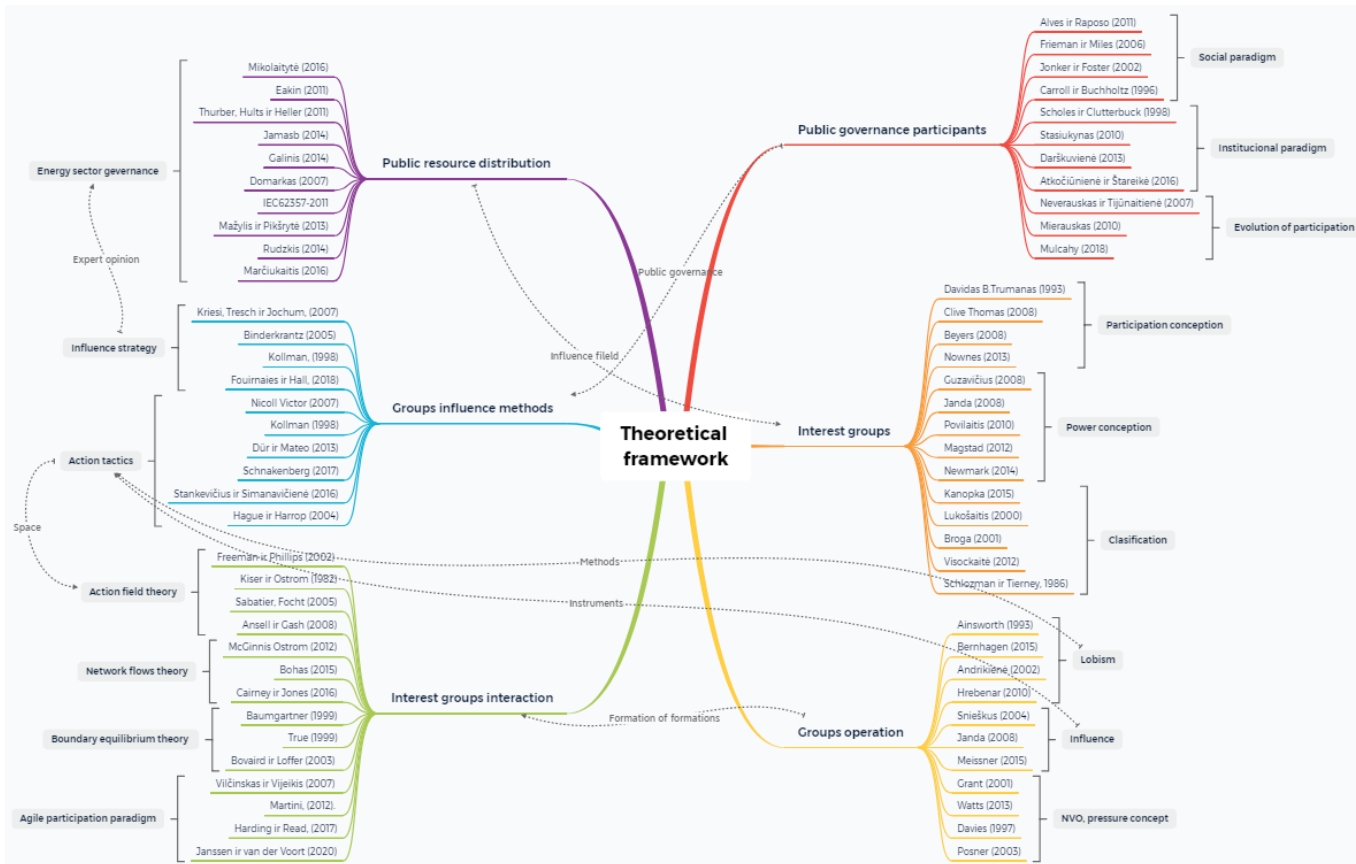 Theoretical
framework
Public resource distribution
Mikolaitytė (2016)
Eakin (2011)
Thurber, Hults ir Heller (2011)
Jamasb (2014)
Galinis (2014)
Domarkas (2007)
IEC62357-2011
Mažylis ir Pikšrytė (2013)
Rudzkis (2014)
Marčiukaitis (2016)
Energy sector gevernance
Expert opinion
Groups influence methods
Kriesi, Tresch ir Jochum, (2007)
Binderkrantz (2005)
Kollman, (1998)
Fouirnaies ir Hall, (2018)
Influence strategy
Nicoll Victor (2007)
Kollman (1998)
Dür ir Mateo (2013)
Schnakenberg (2017)
Stankevičius ir Simanavičienė (2016)
Hague ir Harrop (2004)
Action tactics
Space
Interest groups interaction
Freeman ir Phillips (2002)
Kiser ir Ostrom (1982)
Sabatier, Focht (2005)
Ansell ir Gash (2008)
Action field theory
McGinnis Ostrom (2012)
Bohas (2015)
Cairney ir Jones (2016)
Network flows theory
Baumgartner (1999)
True (1999)
Bovaird ir Loffer (2003)
Boundary equilibrium theory
Vilčinskas ir Vijeikis (2007)
Martini, (2012).
Harding ir Read, (2017)
Janssen ir van der Voort (2020)
Agile participation paradigm
Public governance participants
Alves ir Raposo (2011)
Frieman ir Miles (2006)
Jonker ir Foster (2002)
Carroll ir Buchholtz (1996)
Social paradigm
Scholes ir Clutterbuck (1998)
Stasiukynas (2010)
Darškuvienė (2013)
Atkočiūnienė ir Štareikė (2016)
Institucional paradigm
Neverauskas ir Tijūnaitienė (2007)
Mierauskas (2010)
Mulcahy (2018)
Evolution of participation
Public governance
Influence fileld
Interest groups
Davidas B.Trumanas (1993)
Clive Thomas (2008)
Beyers (2008)
Nownes (2013)
Participation conception
Guzavičius (2008)
Janda (2008)
Povilaitis (2010)
Magstad (2012)
Newmark (2014)
Power conception
Kanopka (2015)
Lukošaitis (2000)
Broga (2001)
Visockaitė (2012)
Schlozman ir Tierney, 1986)
Clasification
Methods
Instruments
Formation of formations
Groups operation
Ainsworth (1993)
Bernhagen (2015)
Andrikienė (2002)
Hrebenar (2010)
Lobism
Snieškus (2004)
Janda (2008)
Meissner (2015)
Influence
Grant (2001)
Watts (2013)
Davies (1997)
Posner (2003)
NVO, pressure concept